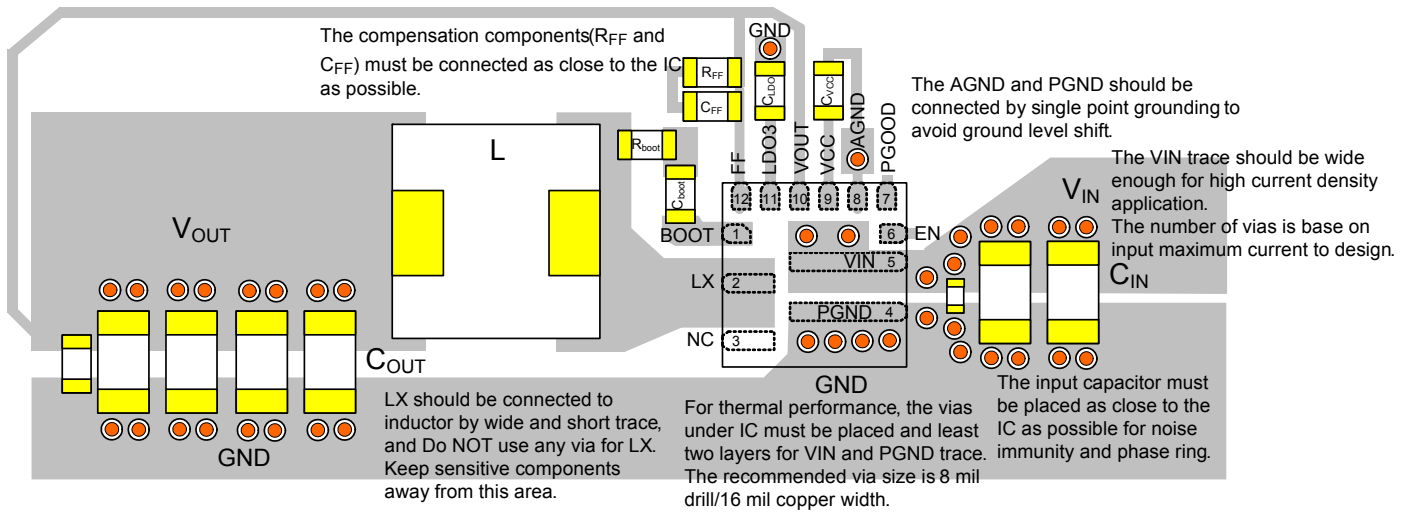 The compensation components(RFF and
CFF) must be connected as close to the IC
as possible.
GND
RFF
CFF
CLDO
CVCC
AGND
The AGND and PGND should be
connected by single point grounding to
avoid ground level shift.
L
Rboot
Cboot
FF
LDO3
VOUT
VCC
PGOOD
The VIN trace should be wide
enough for high current density
application.
The number of vias is base on
input maximum current to design.
VIN
12
11
10
9
8
7
VOUT
BOOT
1
6
EN
VIN
5
LX
2
CIN
PGND
4
NC
3
COUT
GND
LX should be connected to
inductor by wide and short trace,
and Do NOT use any via for LX.
Keep sensitive components
away from this area.
GND
For thermal performance, the vias
under IC must be placed and least
two layers for VIN and PGND trace.
The recommended via size is 8 mil
drill/16 mil copper width.
The input capacitor must
be placed as close to the
IC as possible for noise
immunity and phase ring.